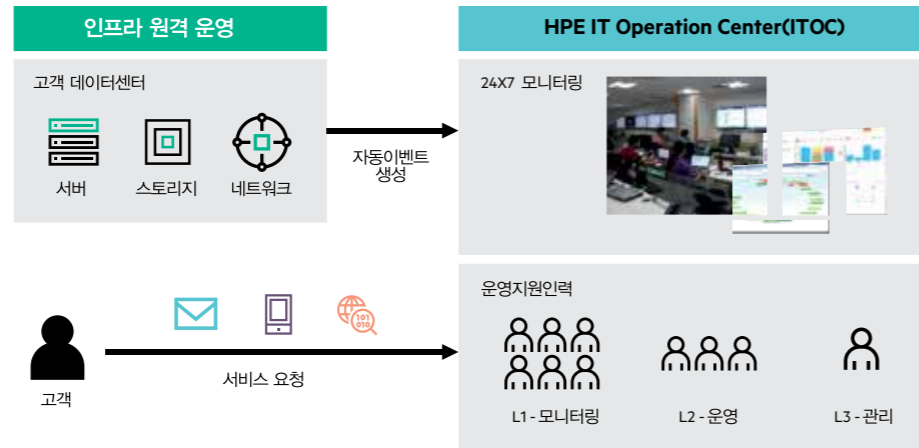 인프라 원격 운영
HPE IT Operation Center(ITOC)
고객 데이터센터
서버
스토리지
네트워크
자동이벤트
생성
24X7 모니터링
고객
101
010
서비스 요청
운영지원인력
L1 - 모니터링
L2 - 운영
L3 - 관리